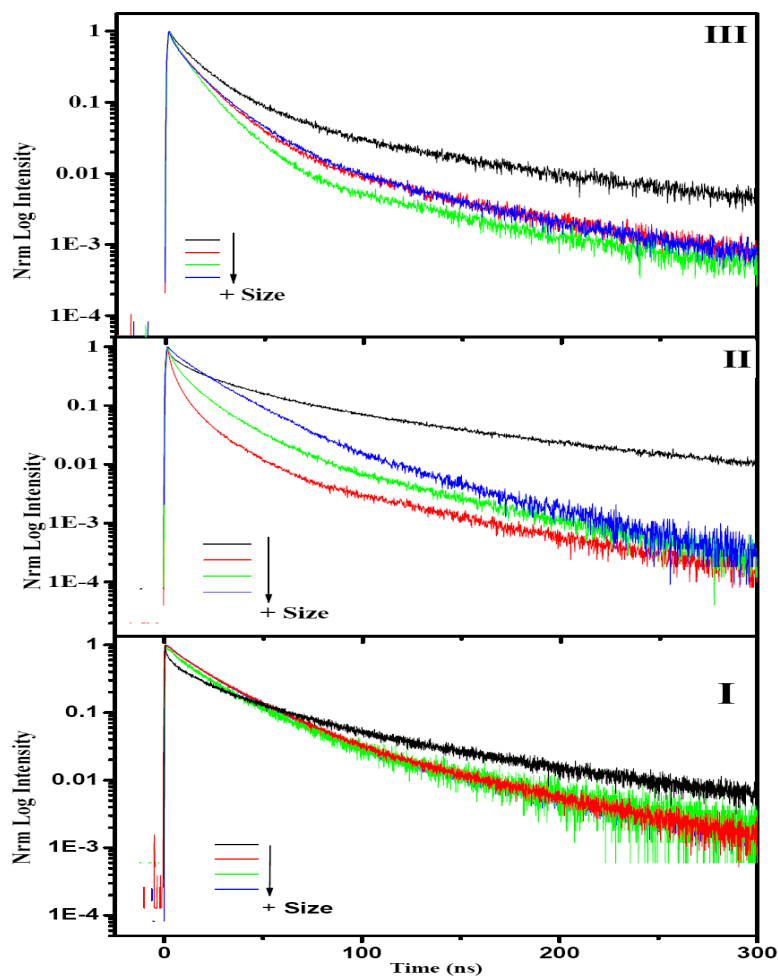 III
1
0.1
0.01
1E-3
1E-4
Nrm Log Intensity
+ Size
II
1
0.1
0.01
1E-3
1E-4
Nrm Log Intensity
+ Size
I
1
0.1
0.01
1E-3
1E-4
Nrm Log Intensity
+ Size
0 100 200 300
Time (ns)